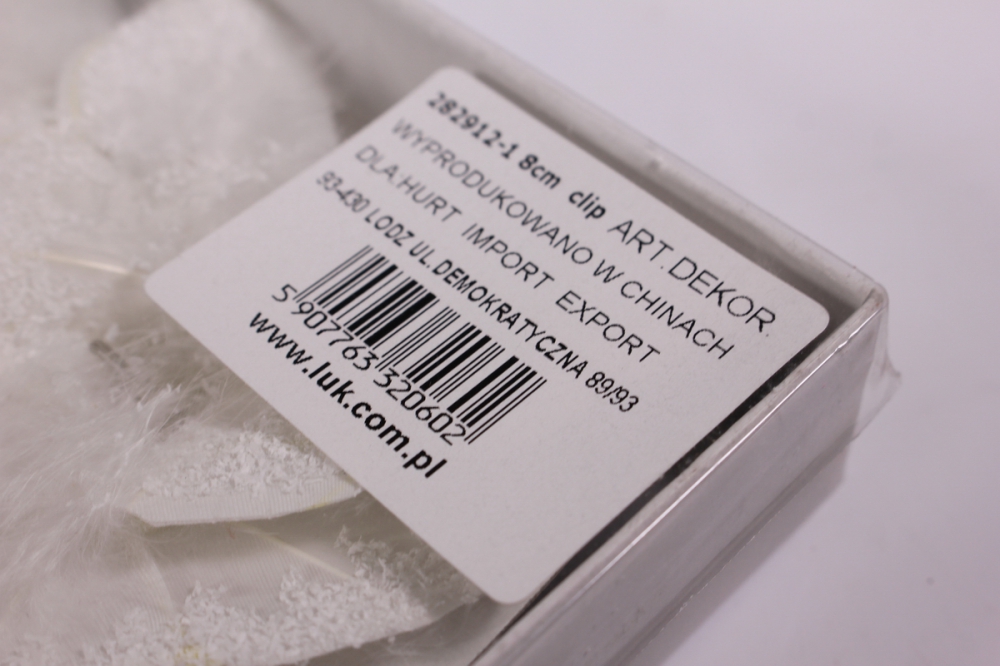 282912-1 8cm clip ART.DEKOR.
WYPRODUKOWANO W CHINACH
DLA:HURT IMPORT EXPORT
93-430 LODZ UL.DEMOKRATYCZNA 89/93
5 907763 320602
www.luk.com.pl